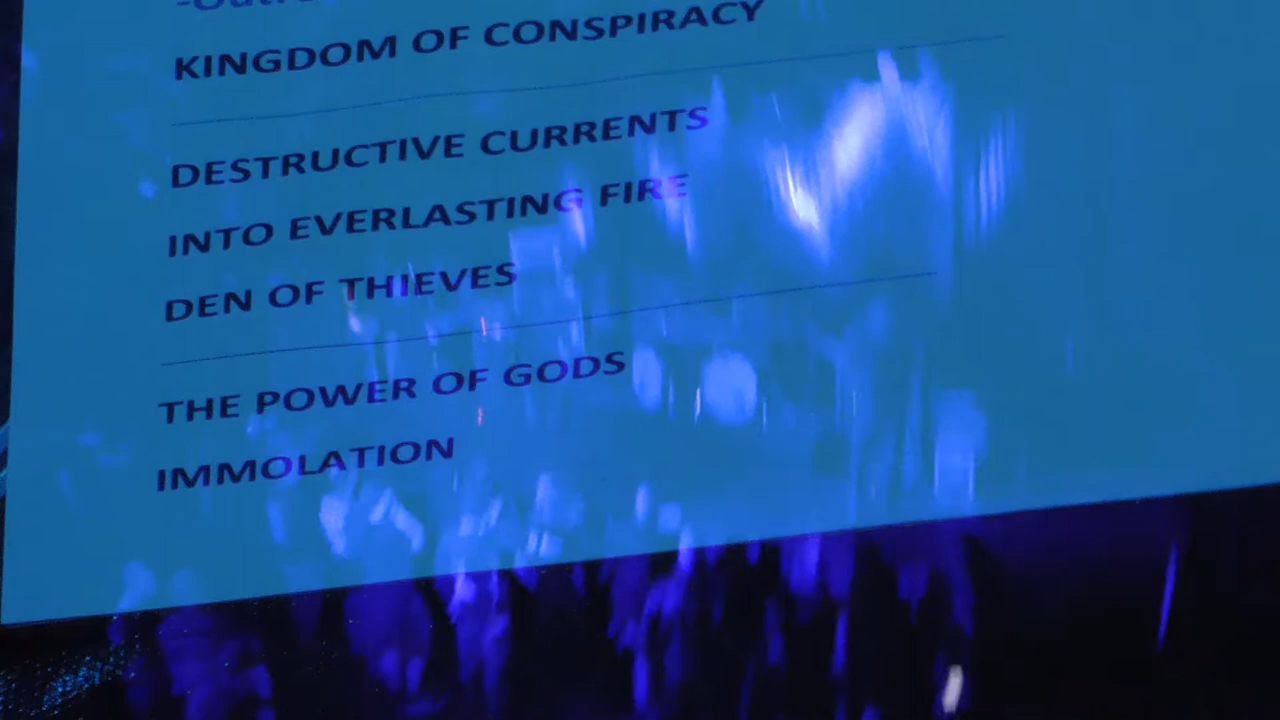 KINGDOM OF CONSPIRACY
DESTRUCTIVE CURRENTS
INTO EVERLASTING FIRE
DEN OF THIEVES
THE POWER OF GODS
IMMOLATION